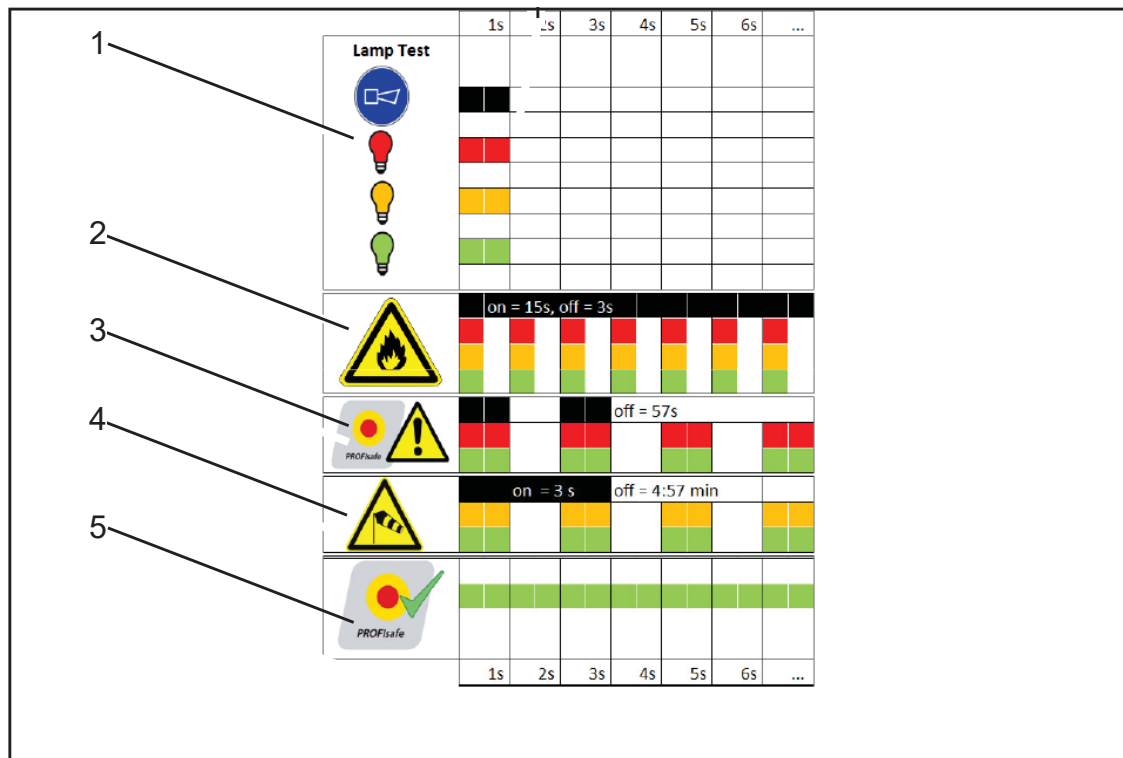 1s 2s 3s 4s 5s 6s ...
1
Lamp Test
2
on = 15s, off = 3s
3
off = 57s
PROFIsafe
4
on = 3 s off = 4:57 min
5
PROFIsafe
1s 2s 3s 4s 5s 6s ...